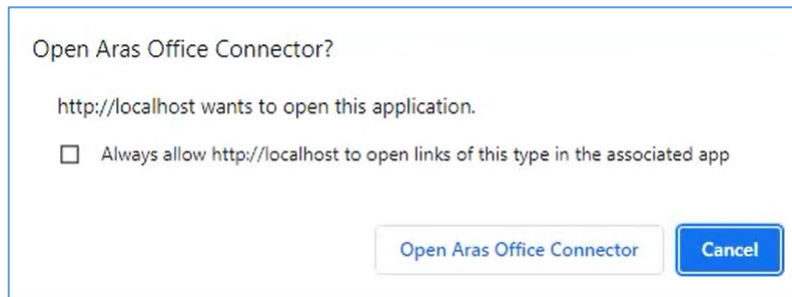 Open Aras Office Connector?
http://localhost wants to open this application.
Always allow http://localhost to open links of this type in the associated app
Open Aras Office Connector
Cancel